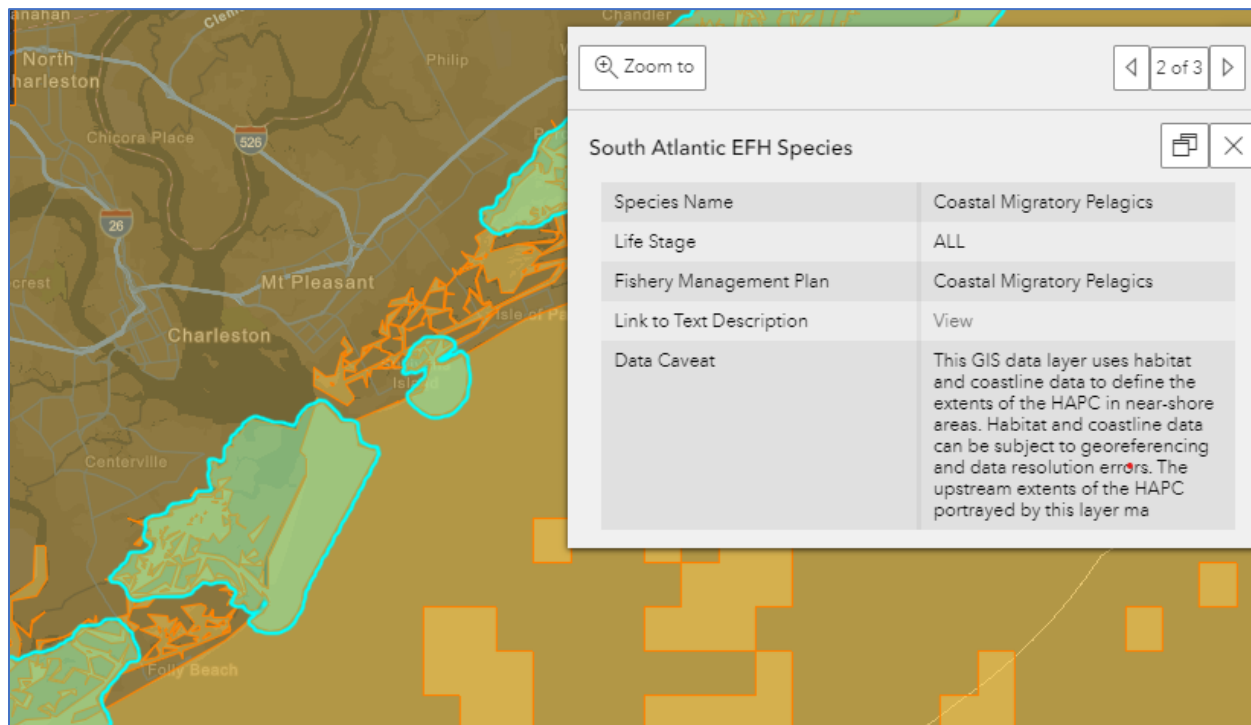 anahan
Clem
Chandler
North
harleston
Philip
Chicora Place
526
26
Mt Pleasant
crest
Isle of Pa
Charleston
Island
Centerville
Folly Beach
Zoom to
2 of 3
South Atlantic EFH Species
Species Name Coastal Migratory Pelagics
Life Stage ALL
Fishery Management Plan Coastal Migratory Pelagics
Link to Text Description View
Data Caveat This GIS data layer uses habitat
and coastline data to define the
extents of the HAPC in near-shore
areas. Habitat and coastline data
can be subject to georeferencing
and data resolution errors. The
upstream extents of the HAPC
portrayed by this layer ma